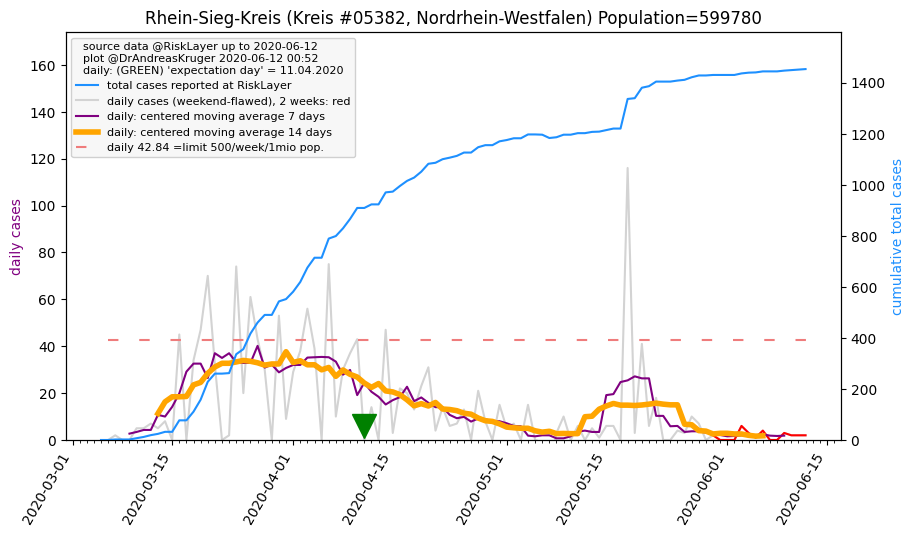 Rhein-Sieg-Kreis (Kreis #05382, Nordrhein-Westfalen) Population=599780
source data @RiskLayer up to 2020-06-12
plot @DrAndreasKruger 2020-06-12 00:52
daily: (GREEN) 'expectation day' = 11.04.2020
total cases reported at RiskLayer
daily cases (weekend-flawed), 2 weeks: red
daily: centered moving average 7 days
daily: centered moving average 14 days
daily 42.84 =limit 500/week/1mio pop.
daily cases
160
140
120
100
80
60
40
20
0
1400
1200
1000
800
600
400
200
0
cumulative total cases
2020-03-01
2020-03-15
2020-04-01
2020-04-15
2020-05-01
2020-05-15
2020-06-01
2020-06-15